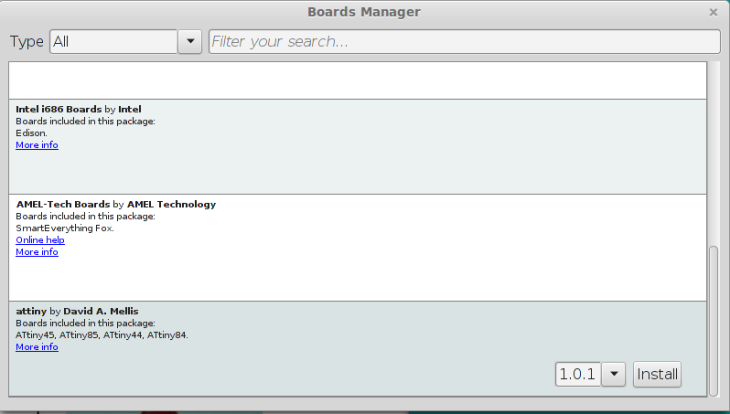 Boards Manager
Type All Filter your search...
Intel i686 Boards by Intel
Boards included in this package:
Edison.
More info
AMEL-Tech Boards by AMEL Technology
Boards included in this package:
SmartEverything Fox.
Online help
More info
attiny by David A. Mellis
Boards included in this package:
ATtiny45, ATtiny85, ATtiny44, ATtiny84.
More info
1.0.1 Install